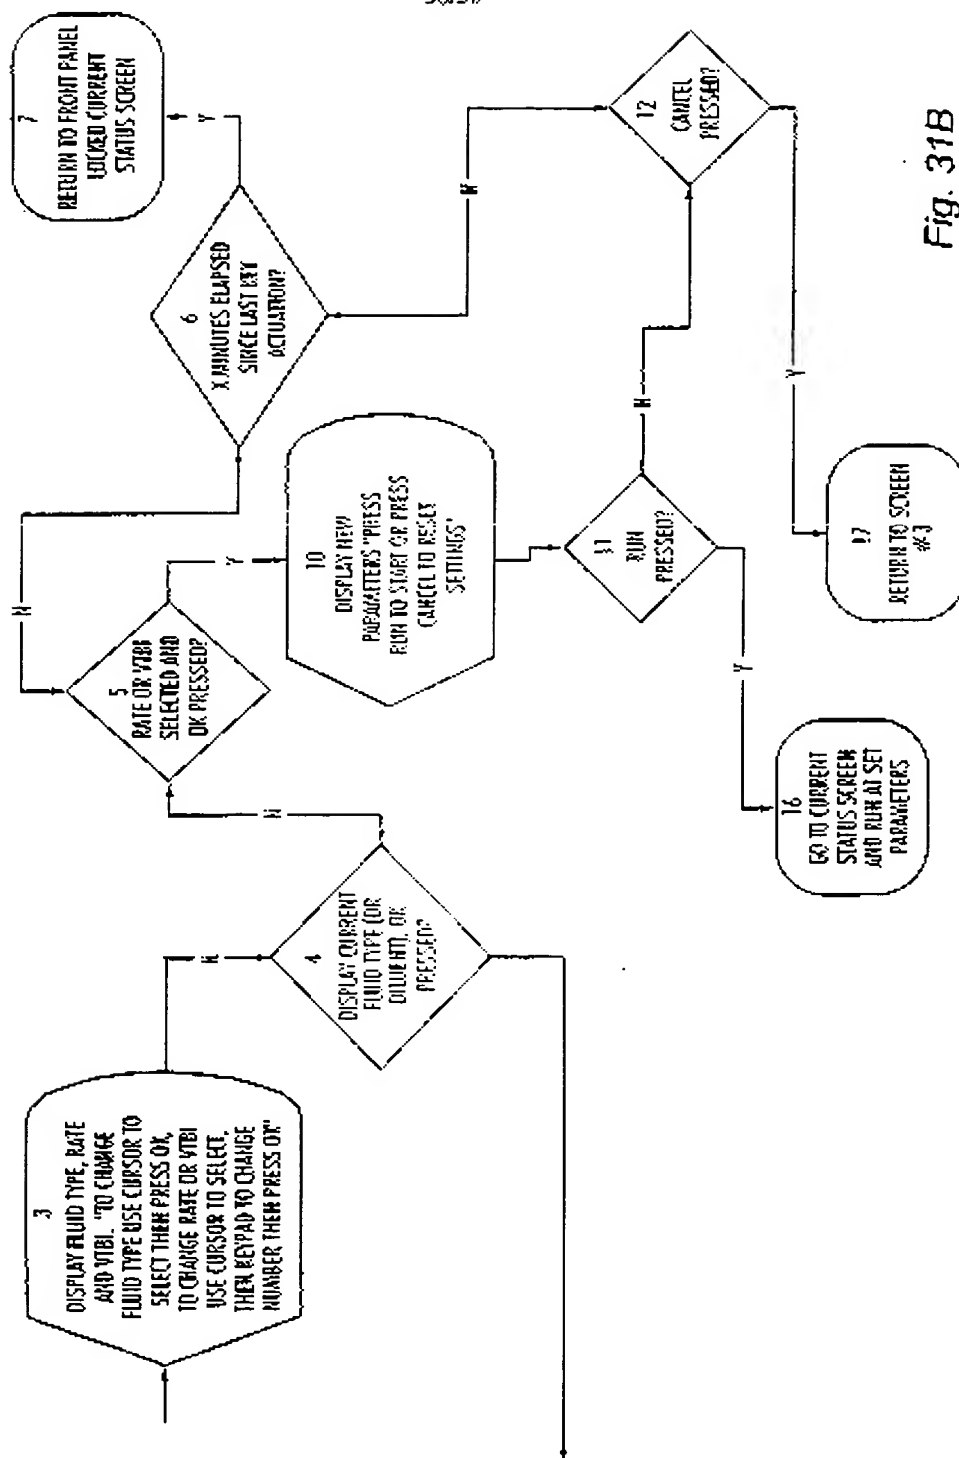 3
DISPLAY FLUID TYPE, RATE
AND VTBI. "TO CHANGE
FLUID TYPE USE CURSOR TO
SELECT THEN PRESS OK,
TO CHANGE RATE OR VTBI
USE CURSOR TO SELECT,
THEN KEYPAD TO CHANGE
NUMBER THEN PRESS OK"
N
4
DISPLAY CURRENT
FLUID TYPE (OR
DILUENT). OK
PRESSED?
N
5
RATE OR VTBI
SELECTED AND
OK PRESSED?
N
Y
6
X MINUTES ELAPSED
SINCE LAST KEY
ACTUATION?
Y
7
RETURN TO FRONT PANEL
LOCKED CURRENT
STATUS SCREEN
N
10
DISPLAY NEW
PARAMETERS "PRESS
RUN TO START OR PRESS
CANCEL TO RESET
SETTINGS"
11
RUN
PRESSED?
N
Y
12
CANCEL
PRESSED?
Y
16
GO TO CURRENT
STATUS SCREEN
AND RUN AT SET
PARAMETERS
17
RETURN TO SCREEN
#3
Fig. 31B